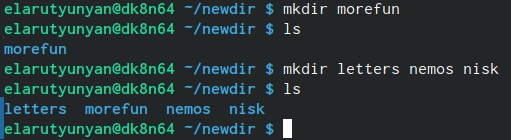 elarutyunyan@dk8n64 ~/newdir $ mkdir morefun
elarutyunyan@dk8n64 ~/newdir $ ls
morefun
elarutyunyan@dk8n64 ~/newdir $ mkdir letters nemos nisk
elarutyunyan@dk8n64 ~/newdir $ ls
letters  morefun  nemos  nisk
elarutyunyan@dk8n64 ~/newdir $